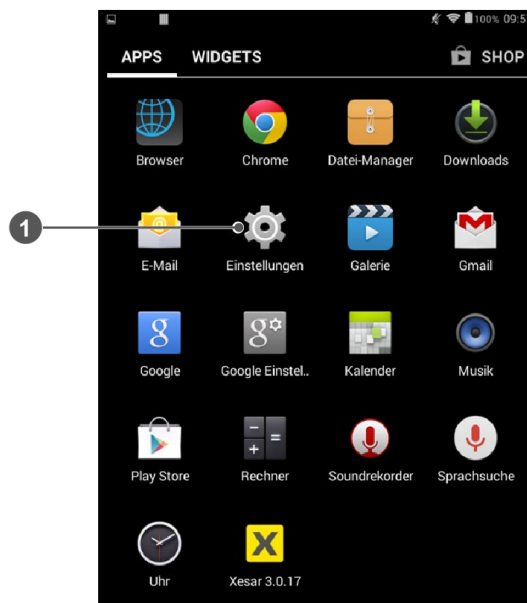 100% 09:5
APPS WIDGETS SHOP
Browser Chrome Datei-Manager Downloads
1
E-Mail Einstellungen Galerie Gmail
Google Google Einstel.. Kalender Musik
Play Store Rechner Soundrekorder Sprachsuche
Uhr Xesar 3.0.17